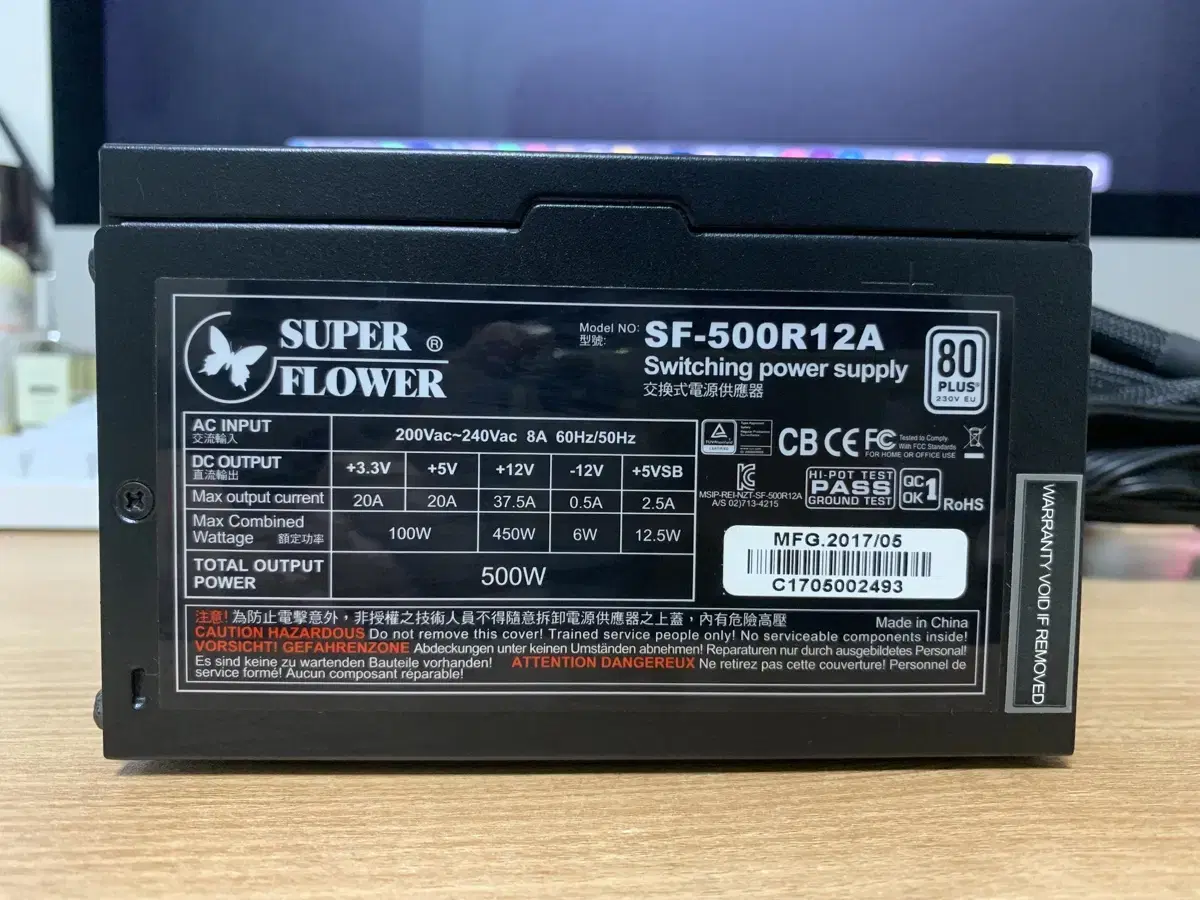 SUPER FLOWER ®
Model NO: SF-500R12A
型號:
Switching power supply
交換式電源供應器
80
PLUS®
230V EU
AC INPUT 200Vac~240Vac 8A 60Hz/50Hz
交流輸入
DC OUTPUT +3.3V +5V +12V -12V +5VSB
直流輸出
Max output current 20A 20A 37.5A 0.5A 2.5A
Max Combined
Wattage 額定功率 100W 450W 6W 12.5W
TOTAL OUTPUT
POWER 500W
CB CE FC Tested to Comply
With FCC Standards
FOR HOME OR OFFICE USE
MSIP-REI-NZT-SF-500R12A
A/S 02)713-4215
HI-POT TEST
PASS
GROUND TEST
QC
OK 1
RoHS
MFG.2017/05
C1705002493
注意! 為防止電擊意外，非授權之技術人員不得隨意拆卸電源供應器之上蓋，內有危險高壓 Made in China
CAUTION HAZARDOUS Do not remove this cover! Trained service people only! No serviceable components inside!
VORSICHT! GEFAHRENZONE Abdeckungen unter keinen Umständen abnehmen! Reparaturen nur durch ausgebildetes Personal!
Es sind keine zu wartenden Bauteile vorhanden! ATTENTION DANGEREUX Ne retirez pas cette couverture! Personnel de
service formé! Aucun composant réparable!
WARRANTY VOID IF REMOVED